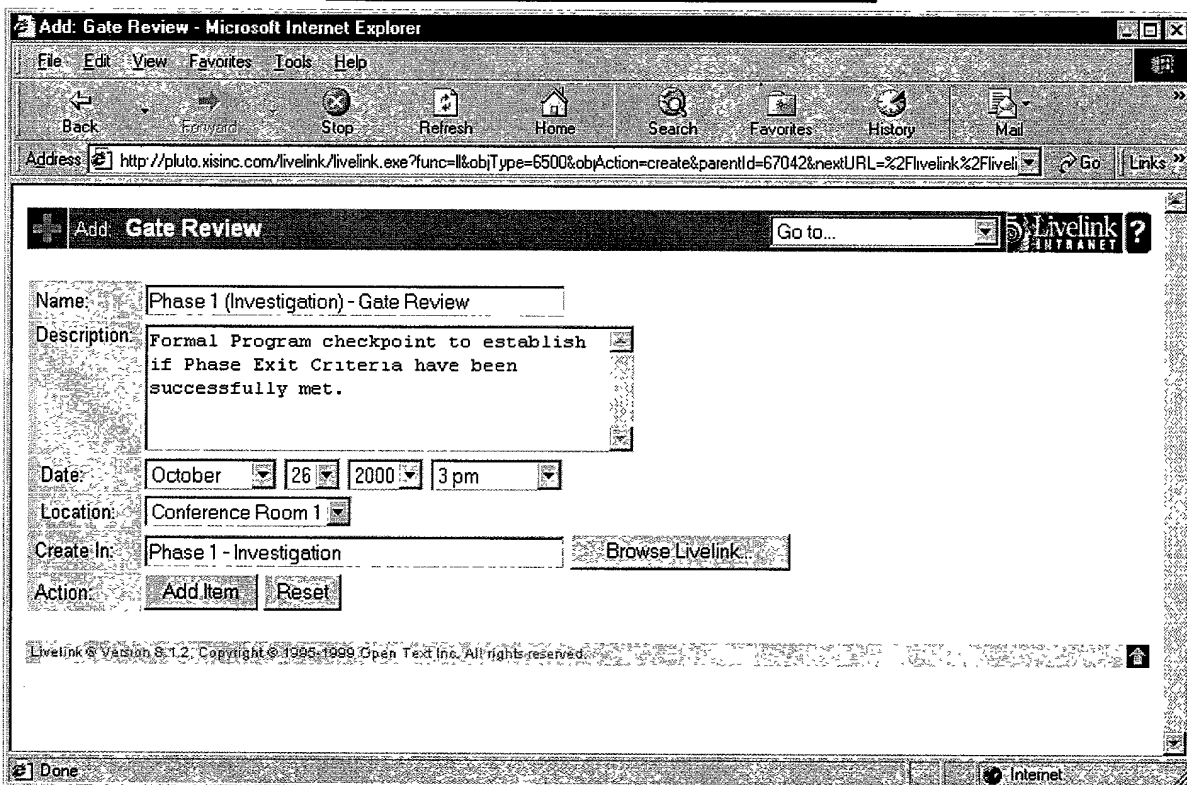 Add: Gate Review - Microsoft Internet Explorer
File Edit View Favorites Tools Help
Back Forward Stop Refresh Home Search Favorites History Mail »
Address http://pluto.xisinc.com/livelink/livelink.exe?func=ll&objType=6500&objAction=create&parentId=67042&nextURL=%2Flivelink%2Fliveli Go Links »
Add: Gate Review Go to... Livelink INTRANET ?
Name: Phase 1 (Investigation) - Gate Review
Description: Formal Program checkpoint to establish
if Phase Exit Criteria have been
successfully met.
Date: October 26 2000 3 pm
Location: Conference Room 1
Create In: Phase 1 - Investigation Browse Livelink...
Action: Add Item Reset
Livelink ® Version 8.1.2, Copyright © 1995-1999 Open Text Inc. All rights reserved.
Done Internet